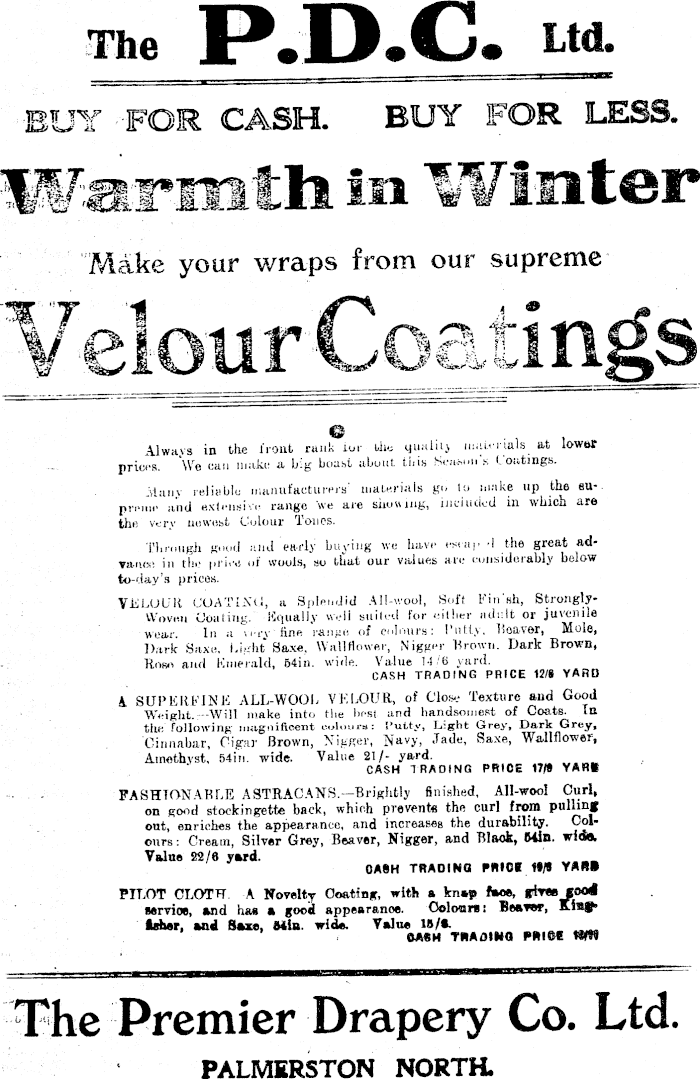 The P.D.C. Ltd.
BUY FOR CASH. BUY FOR LESS.
Warmth in Winter
Make your wraps from our supreme
Velour Coatings
Always in the front rank for the quality materials at lower
prices. We can make a big boast about this Season's Coatings.
Many reliable manufacturers' materials go to make up the su-
preme and extensive range we are showing, included in which are
the very newest Colour Tones.
Through good and early buying we have escaped the great ad-
vance in the price of wools, so that our values are considerably below
to-day's prices.
VELOUR COATING, a Splendid All-wool, Soft Finish, Strongly-
Woven Coating. Equally well suited for either adult or juvenile
wear. In a very fine range of colours: Putty, Beaver, Mole,
Dark Saxe, Light Saxe, Wallflower, Nigger Brown, Dark Brown,
Rose and Emerald, 54in. wide. Value 14/6 yard.
CASH TRADING PRICE 12/6 YARD
A SUPERFINE ALL-WOOL VELOUR, of Close Texture and Good
Weight.—Will make into the best and handsomest of Coats. In
the following magnificent colours: Putty, Light Grey, Dark Grey,
Cinnabar, Cigar Brown, Nigger, Navy, Jade, Saxe, Wallflower,
Amethyst, 54in. wide. Value 21/- yard.
CASH TRADING PRICE 17/9 YARD
FASHIONABLE ASTRACANS.—Brightly finished, All-wool Curl,
on good stockingette back, which prevents the curl from pulling
out, enriches the appearance, and increases the durability. Col-
ours: Cream, Silver Grey, Beaver, Nigger, and Black, 54in. wide.
Value 22/6 yard.
CASH TRADING PRICE YARD
PILOT CLOTH. A Novelty Coating, with a knap face, gives good
service, and has a good appearance. Colours: Beaver, King-
fisher, and Saxe, 54in. wide. Value
CASH TRADING PRICE
The Premier Drapery Co. Ltd.
PALMERSTON NORTH.